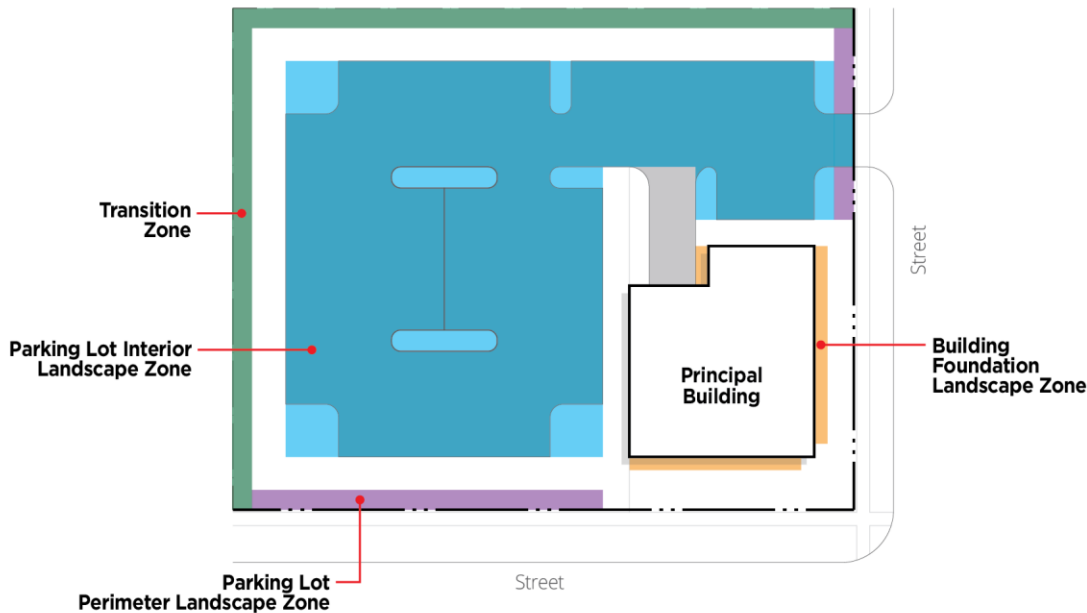 Transition
Zone
Street
Parking Lot Interior
Landscape Zone
Principal
Building
Building
Foundation
Landscape Zone
Street
Parking Lot
Perimeter Landscape Zone